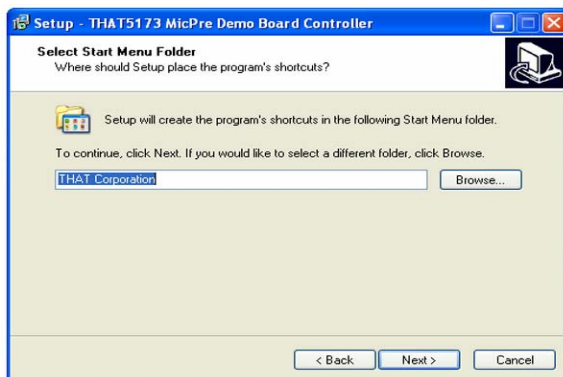 Setup - THAT5173 MicPre Demo Board Controller
Select Start Menu Folder
Where should Setup place the program's shortcuts?
Setup will create the program's shortcuts in the following Start Menu folder.
To continue, click Next. If you would like to select a different folder, click Browse.
THAT Corporation
Browse...
< Back
Next >
Cancel